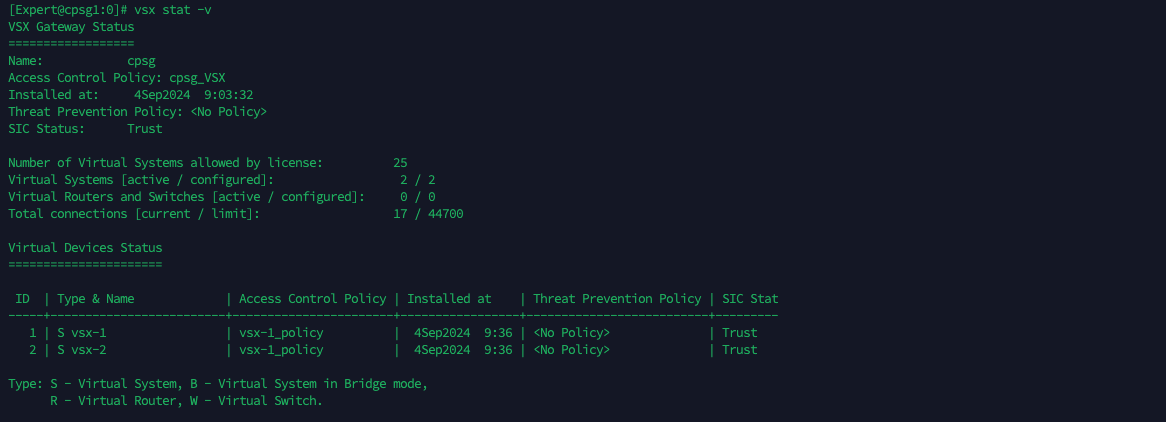 [Expert@cpsg1:0]# vsx stat -v
VSX Gateway Status
==================
Name:            cpsg
Access Control Policy: cpsg_VSX
Installed at:     4Sep2024  9:03:32
Threat Prevention Policy: <No Policy>
SIC Status:      Trust

Number of Virtual Systems allowed by license:          25
Virtual Systems [active / configured]:                  2 / 2
Virtual Routers and Switches [active / configured]:     0 / 0
Total connections [current / limit]:                   17 / 44700

Virtual Devices Status
======================

 ID  | Type & Name             | Access Control Policy | Installed at    | Threat Prevention Policy | SIC Stat
-----+-------------------------+-----------------------+-----------------+--------------------------+---------
   1 | S vsx-1                 | vsx-1_policy          |  4Sep2024  9:36 | <No Policy>              | Trust
   2 | S vsx-2                 | vsx-1_policy          |  4Sep2024  9:36 | <No Policy>              | Trust

Type: S - Virtual System, B - Virtual System in Bridge mode,
      R - Virtual Router, W - Virtual Switch.